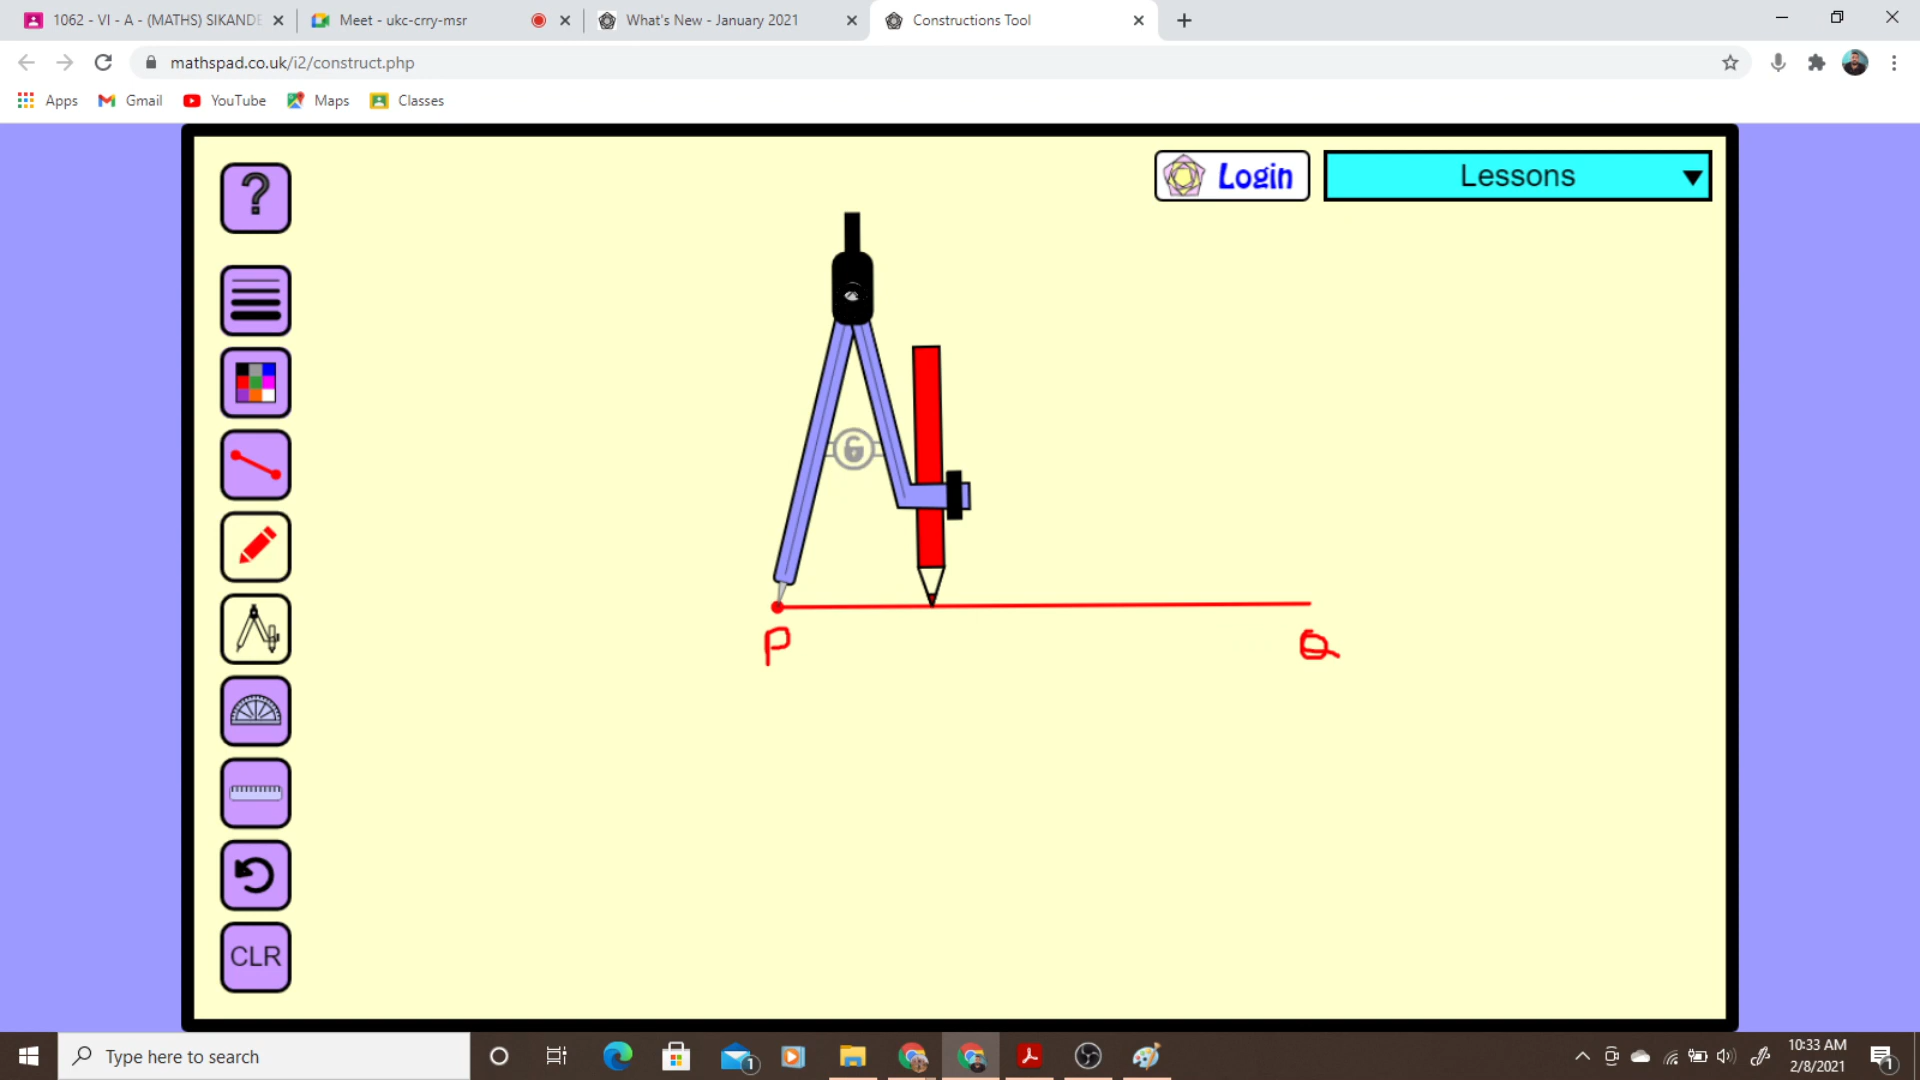 1062 - VI - A - (MATHS) SIKANDE
Meet - ukc-crry-msr
What's New - January 2021
Constructions Tool
mathspad.co.uk/i2/construct.php
Apps
Gmail
YouTube
Maps
Classes
?
Login
Lessons
P
Q
CLR
Type here to search
1
10:33 AM
2/8/2021
1